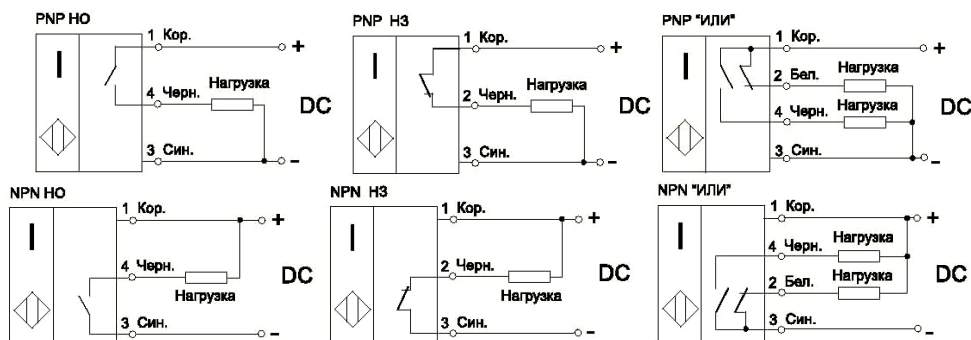 PNP НО
1 Кор.
+
4 Черн.
Нагрузка
DC
3 Син.
-
PNP НЗ
1 Кор.
+
2 Черн.
Нагрузка
DC
3 Син.
-
PNP "ИЛИ"
1 Кор.
+
2 Бел.
Нагрузка
4 Черн.
Нагрузка
DC
3 Син.
-
NPN НО
1 Кор.
+
4 Черн.
Нагрузка
DC
3 Син.
-
NPN НЗ
1 Кор.
+
2 Черн.
Нагрузка
DC
3 Син.
-
NPN "ИЛИ"
1 Кор.
+
4 Черн.
Нагрузка
2 Бел.
Нагрузка
DC
3 Син.
-